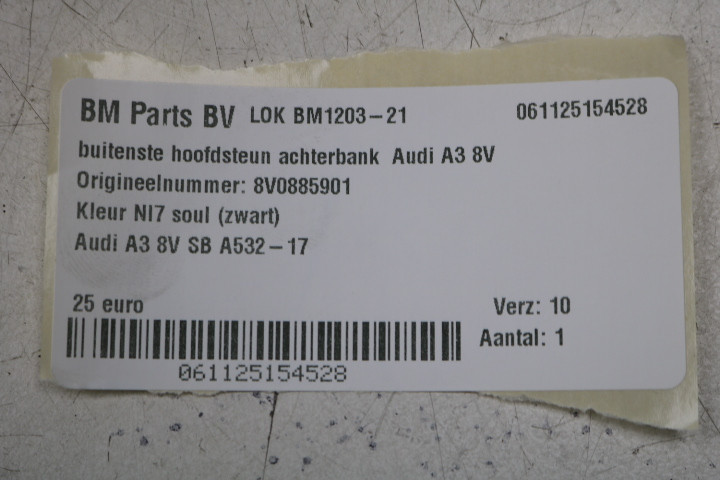 BM Parts BV LOK BM1203-21 061125154528
buitenste hoofdsteun achterbank Audi A3 8V
Origineelnummer: 8V0885901
Kleur NI7 soul (zwart)
Audi A3 8V SB A532-17
25 euro Verz: 10
Aantal: 1
061125154528